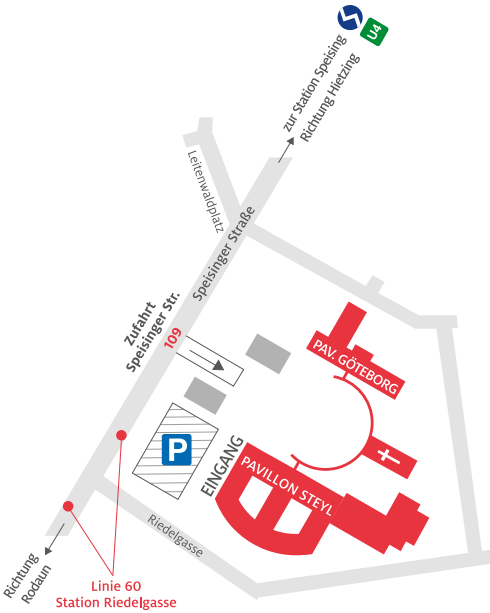 U4
zur Station Speising
Richtung Hietzing
Leitenwaldplatz
Speisinger Straße
Zufahrt
Speisinger Str.
109
PAV. GÖTEBORG
P
EINGANG
PAVILLON STEYL
Riedelgasse
Richtung
Rodaun
Linie 60
Station Riedelgasse